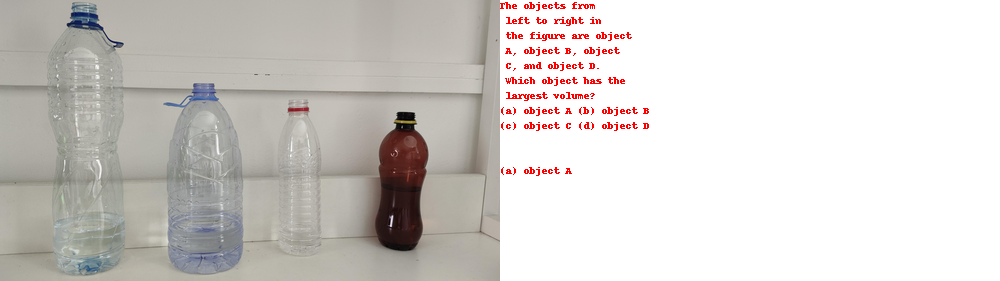 The objects from
left to right in
the figure are object
A, object B, object
C, and object D.
Which object has the
largest volume?
(a) object A (b) object B
(c) object C (d) object D
(a) object A